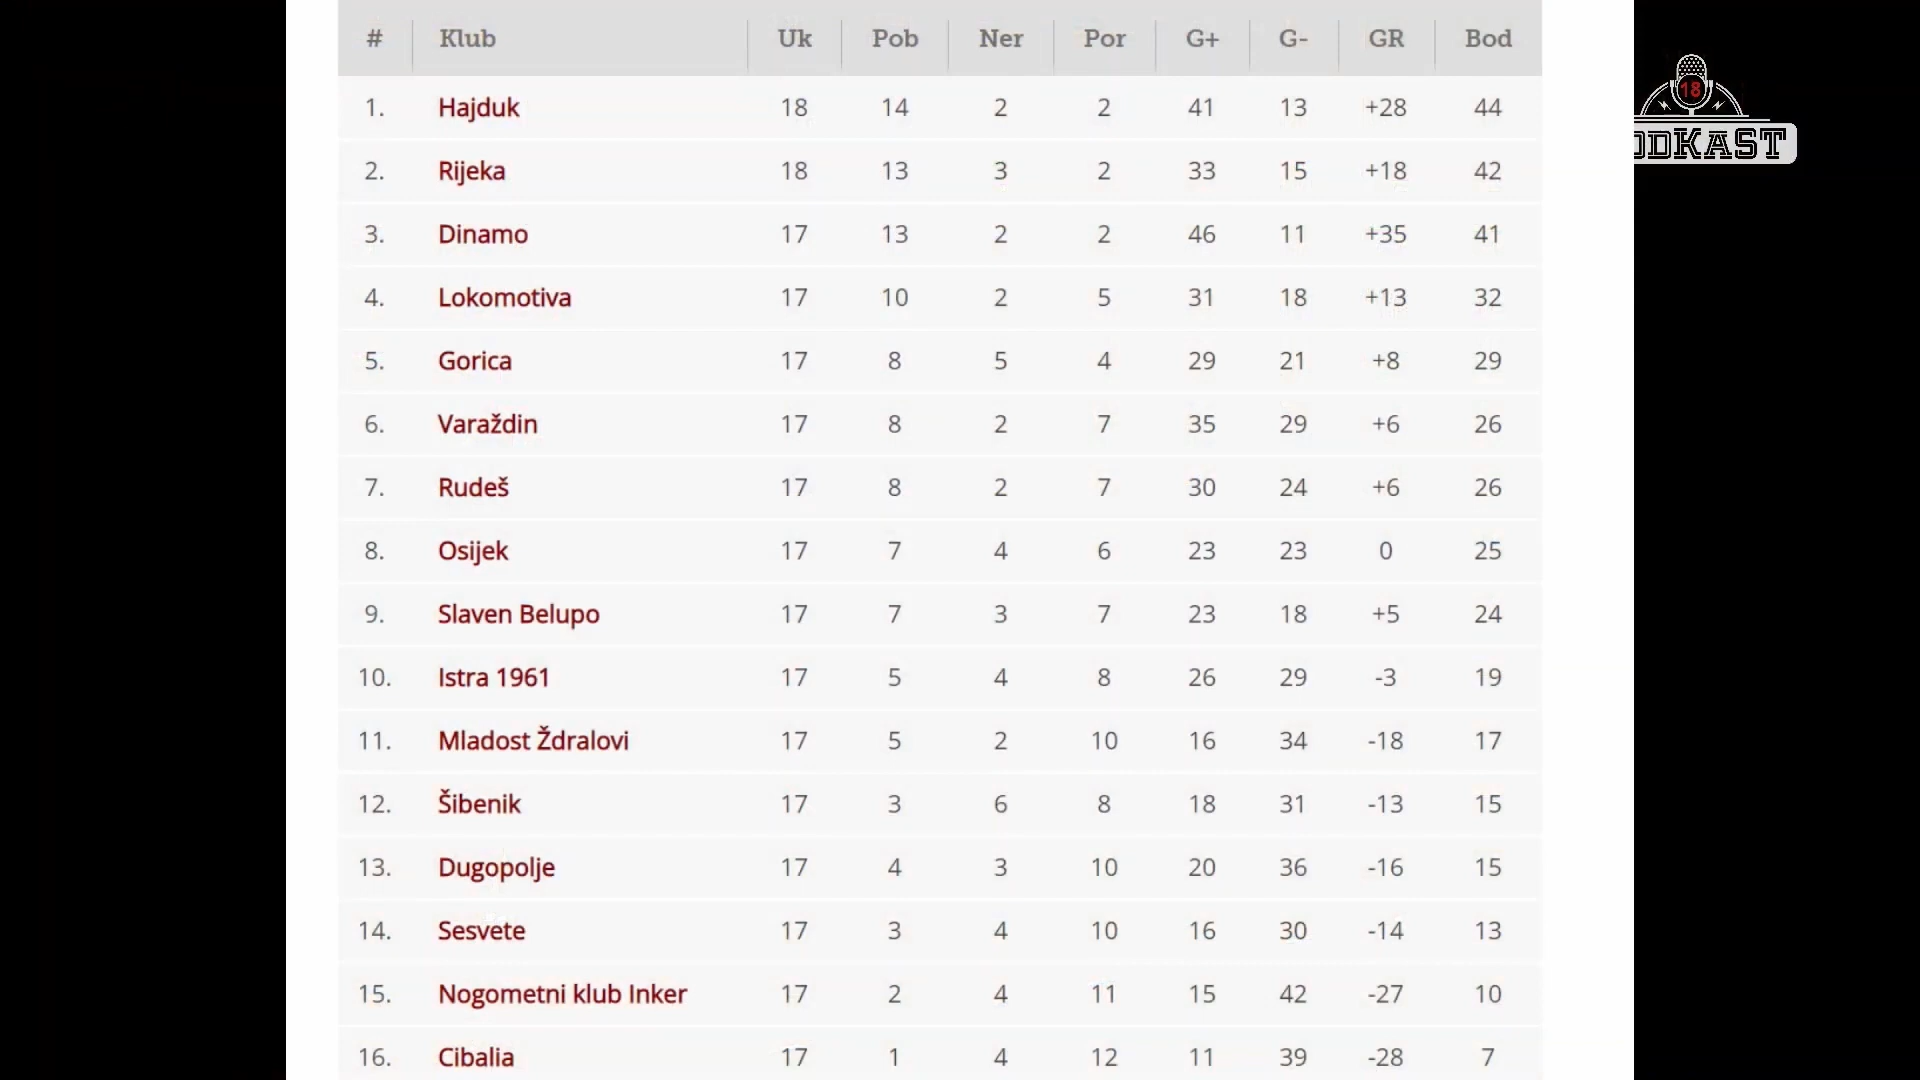 # Klub Uk Pob Ner Por G+ G- GR Bod
1. Hajduk 18 14 2 2 41 13 +28 44
2. Rijeka 18 13 3 2 33 15 +18 42
3. Dinamo 17 13 2 2 46 11 +35 41
4. Lokomotiva 17 10 2 5 31 18 +13 32
5. Gorica 17 8 5 4 29 21 +8 29
6. Varaždin 17 8 2 7 35 29 +6 26
7. Rudeš 17 8 2 7 30 24 +6 26
8. Osijek 17 7 4 6 23 23 0 25
9. Slaven Belupo 17 7 3 7 23 18 +5 24
10. Istra 1961 17 5 4 8 26 29 -3 19
11. Mladost Ždralovi 17 5 2 10 16 34 -18 17
12. Šibenik 17 3 6 8 18 31 -13 15
13. Dugopolje 17 4 3 10 20 36 -16 15
14. Sesvete 17 3 4 10 16 30 -14 13
15. Nogometni klub Inker 17 2 4 11 15 42 -27 10
16. Cibalia 17 1 4 12 11 39 -28 7
18
DDKAST